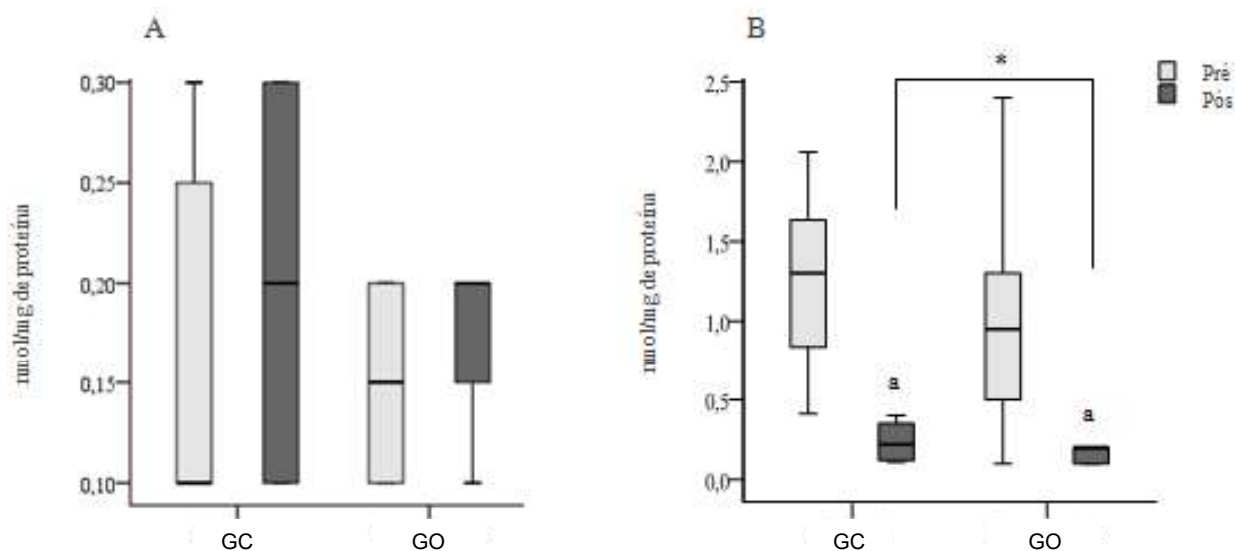 A
nmol/mg de proteína
0,30
0,25
0,20
0,15
0,10
GC
GO
B
nmol/mg de proteína
2,5
2,0
1,5
1,0
0,5
0,0
*
a
a
GC
GO
Pré
Pós